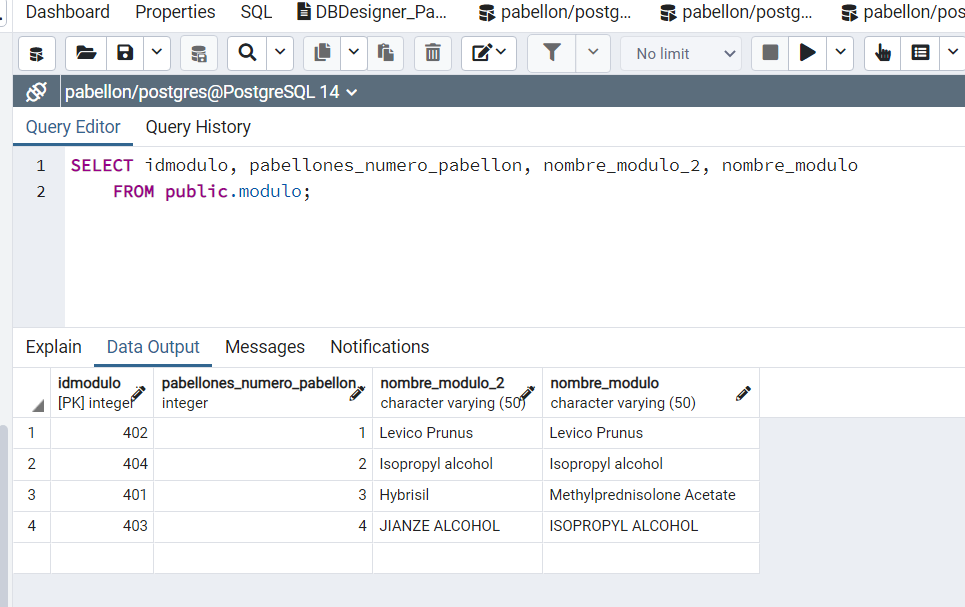 Dashboard Properties SQL DBDesigner_Pa... pabellon/postg... pabellon/postg... pabellon/pos
No limit
pabellon/postgres@PostgreSQL 14
Query Editor Query History
1 SELECT idmodulo, pabellones_numero_pabellon, nombre_modulo_2, nombre_modulo
2 FROM public.modulo;
Explain Data Output Messages Notifications
idmodulo pabellones_numero_pabellon nombre_modulo_2 nombre_modulo
[PK] integer integer character varying (50) character varying (50)
1 402 1 Levico Prunus Levico Prunus
2 404 2 Isopropyl alcohol Isopropyl alcohol
3 401 3 Hybrisil Methylprednisolone Acetate
4 403 4 JIANZE ALCOHOL ISOPROPYL ALCOHOL